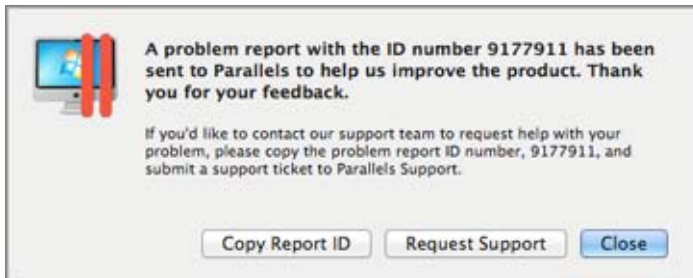 A problem report with the ID number 9177911 has been
sent to Parallels to help us improve the product. Thank
you for your feedback.
If you'd like to contact our support team to request help with your
problem, please copy the problem report ID number, 9177911, and
submit a support ticket to Parallels Support.
Copy Report ID
Request Support
Close